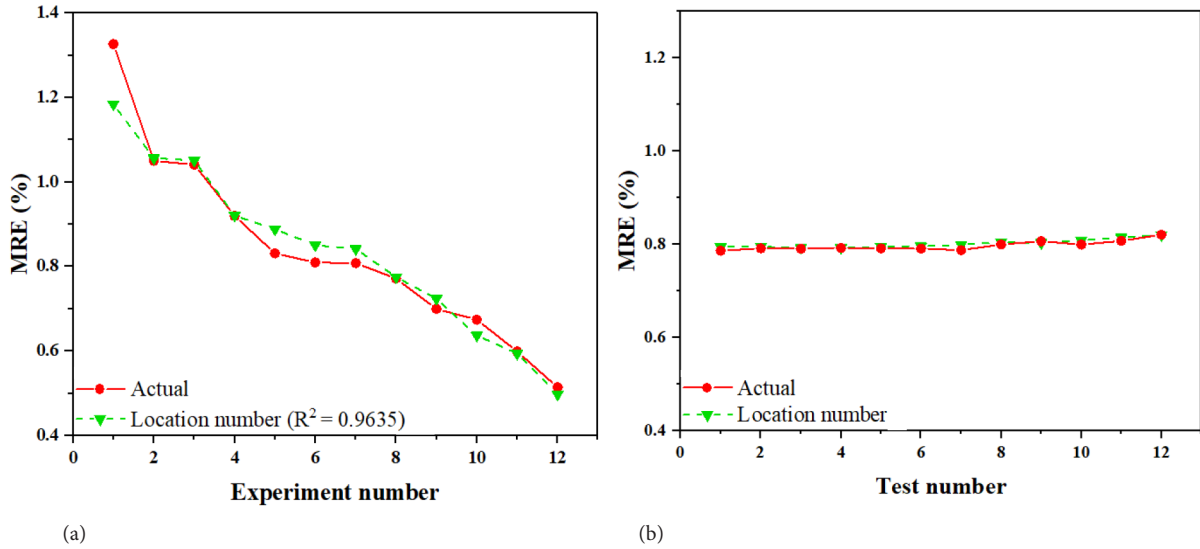 1.4
1.2
1.0
0.8
0.6
0.4
MRE (%)
Actual
Location number (R² = 0.9635)
0 2 4 6 8 10 12
Experiment number
(a)
1.2
1.0
0.8
0.6
0.4
MRE (%)
Actual
Location number
0 2 4 6 8 10 12
Test number
(b)